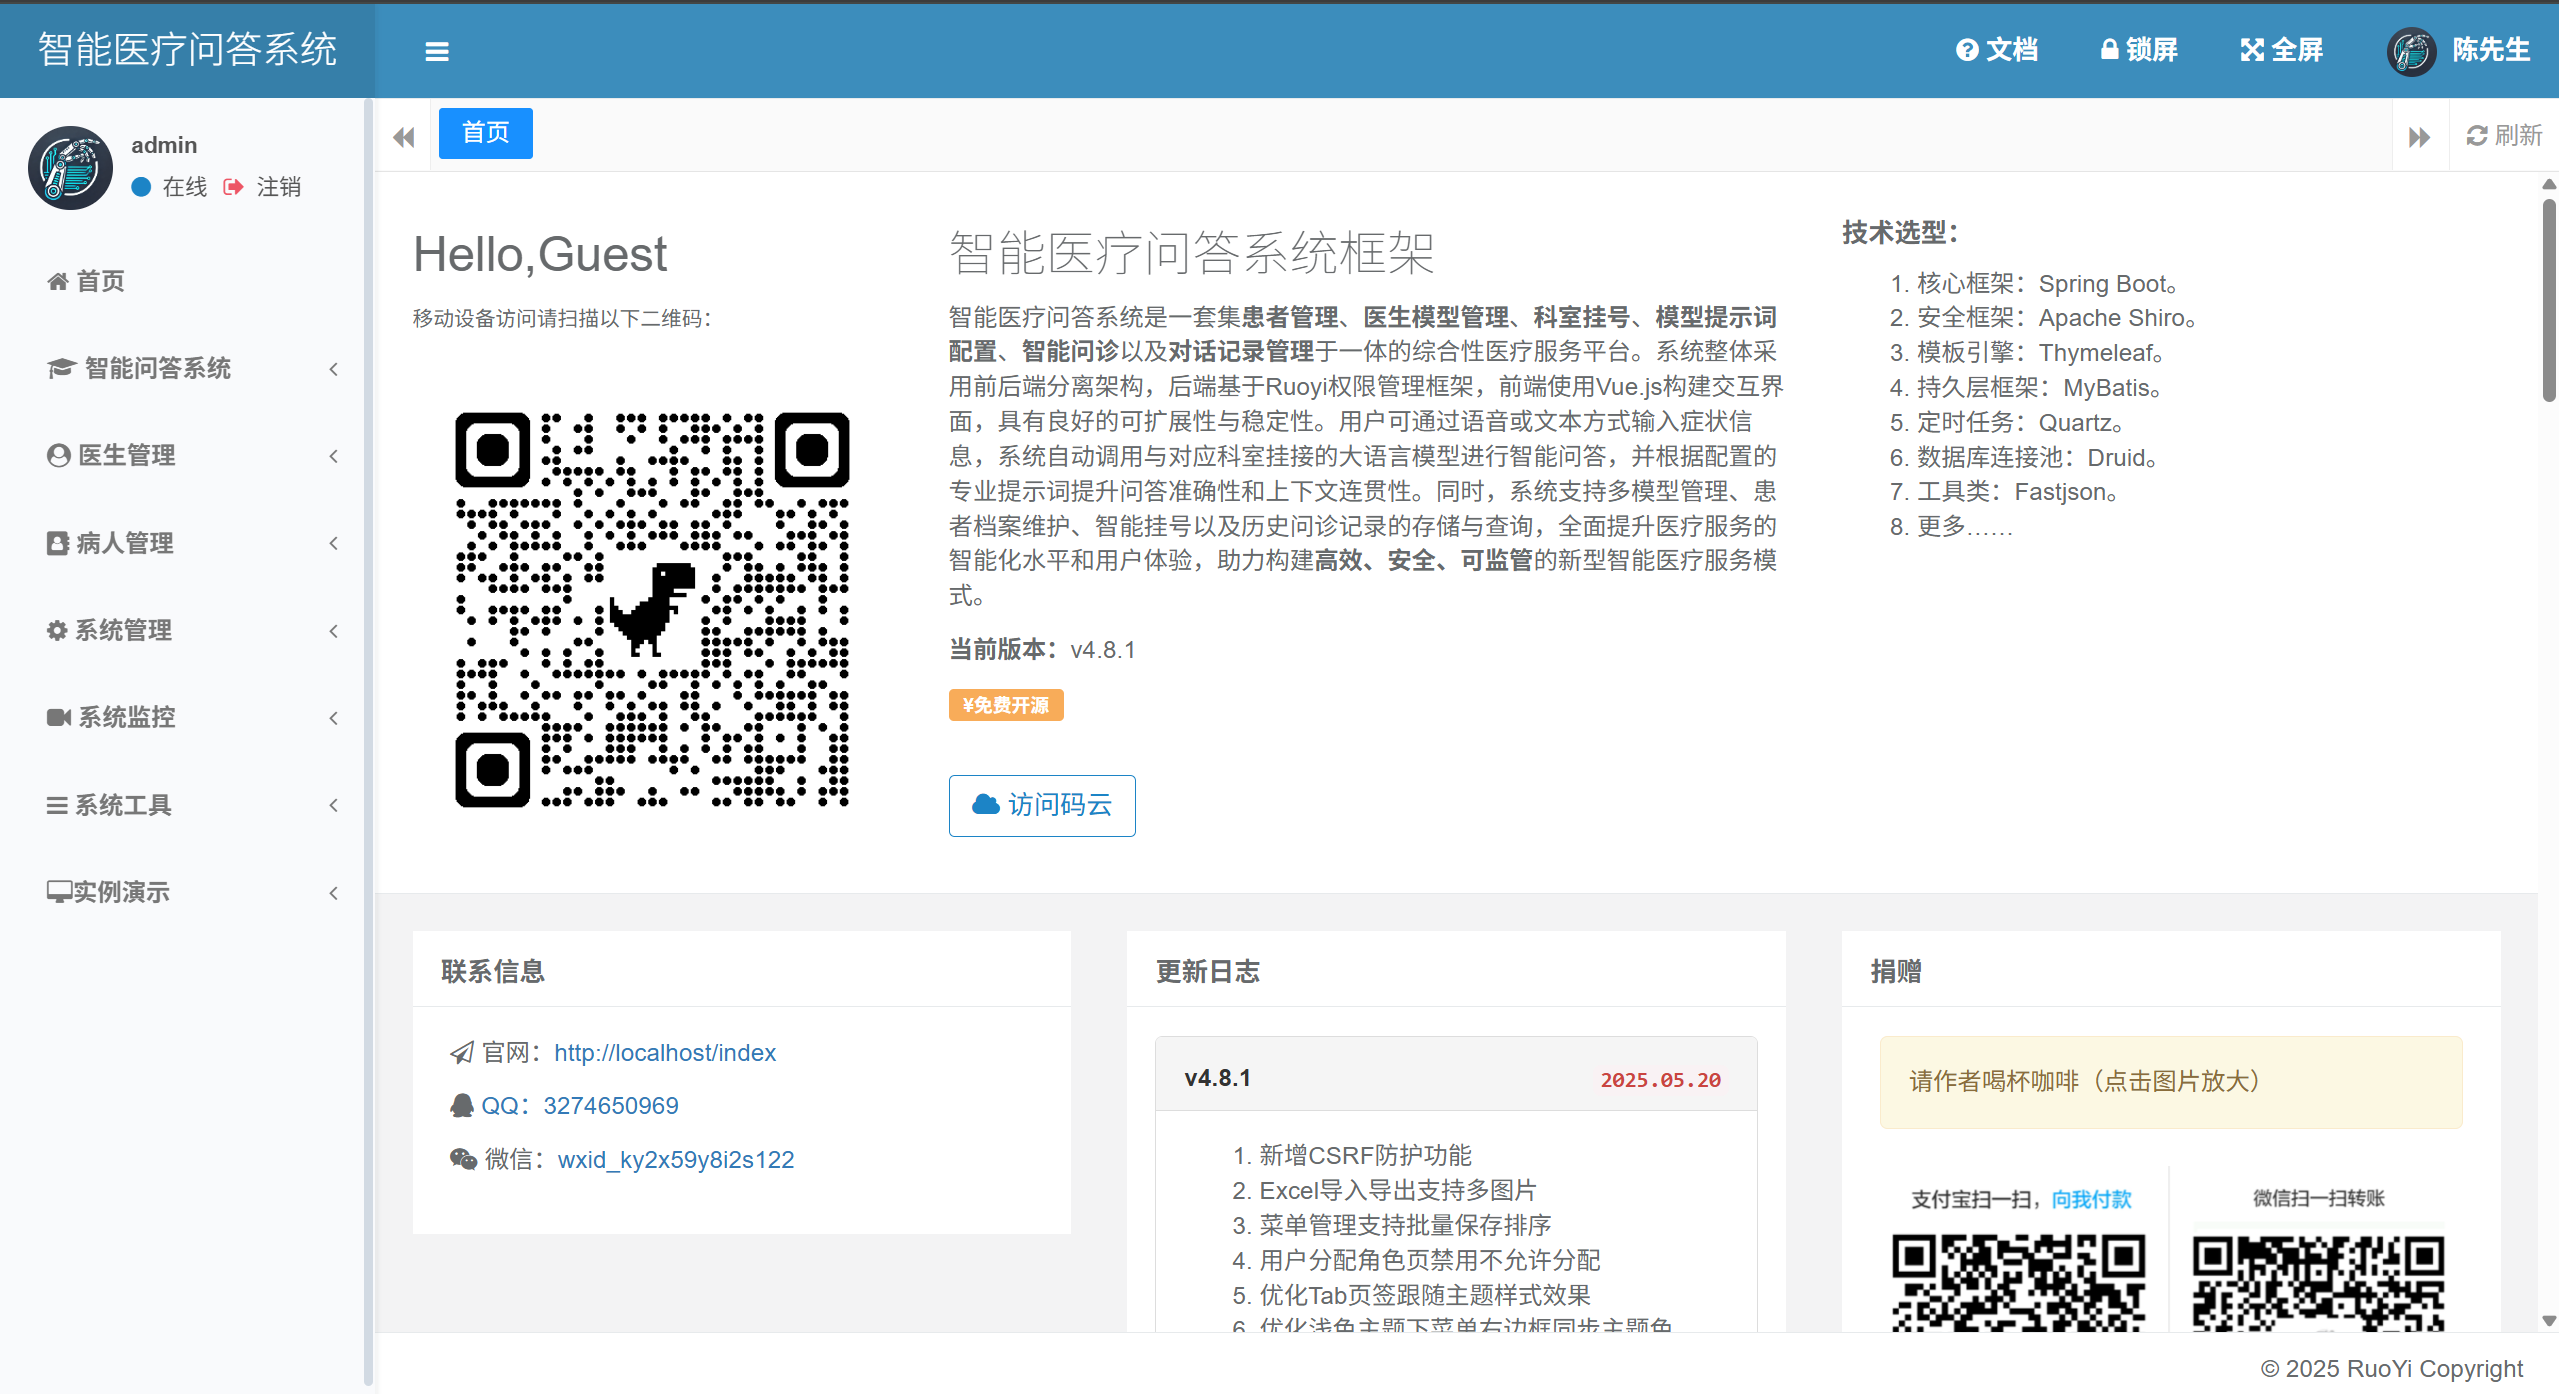 智能医疗问答系统
文档
锁屏
全屏
陈先生
admin
在线 注销
首页
智能问答系统
医生管理
病人管理
系统管理
系统监控
系统工具
实例演示
首页
刷新
Hello,Guest
移动设备访问请扫描以下二维码：
智能医疗问答系统框架
智能医疗问答系统是一套集患者管理、医生模型管理、科室挂号、模型提示词
配置、智能问诊以及对话记录管理于一体的综合性医疗服务平台。系统整体采
用前后端分离架构，后端基于Ruoyi权限管理框架，前端使用Vue.js构建交互界
面，具有良好的可扩展性与稳定性。用户可通过语音或文本方式输入症状信
息，系统自动调用与对应科室挂接的大语言模型进行智能问答，并根据配置的
专业提示词提升问答准确性和上下文连贯性。同时，系统支持多模型管理、患
者档案维护、智能挂号以及历史问诊记录的存储与查询，全面提升医疗服务的
智能化水平和用户体验，助力构建高效、安全、可监管的新型智能医疗服务模
式。
当前版本：v4.8.1
¥免费开源
访问码云
技术选型：
1. 核心框架：Spring Boot。
2. 安全框架：Apache Shiro。
3. 模板引擎：Thymeleaf。
4. 持久层框架：MyBatis。
5. 定时任务：Quartz。
6. 数据库连接池：Druid。
7. 工具类：Fastjson。
8. 更多……
联系信息
官网：http://localhost/index
QQ：3274650969
微信：wxid_ky2x59y8i2s122
更新日志
v4.8.1 2025.05.20
1. 新增CSRF防护功能
2. Excel导入导出支持多图片
3. 菜单管理支持批量保存排序
4. 用户分配角色页禁用不允许分配
5. 优化Tab页签跟随主题样式效果
6. 优化浅色主题下菜单右边框同步主题色
捐赠
请作者喝杯咖啡（点击图片放大）
支付宝扫一扫，向我付款
微信扫一扫转账
© 2025 RuoYi Copyright